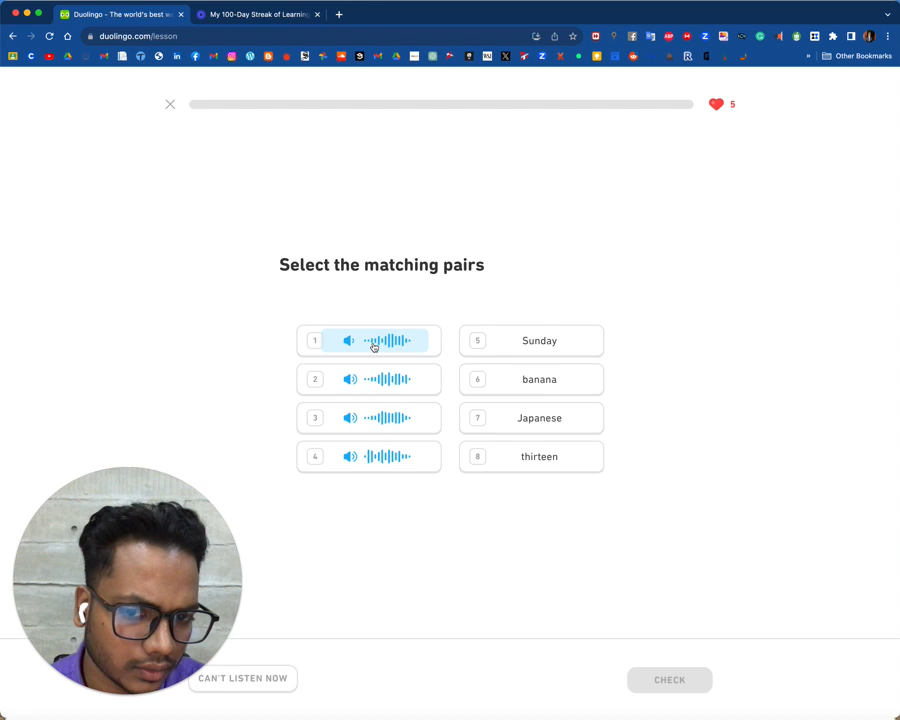 Duolingo - The world's best w
My 100-Day Streak of Learning
duolingo.com/lesson
Other Bookmarks
5
Select the matching pairs
1
5 Sunday
2
6 banana
3
7 Japanese
4
8 thirteen
CAN'T LISTEN NOW
CHECK